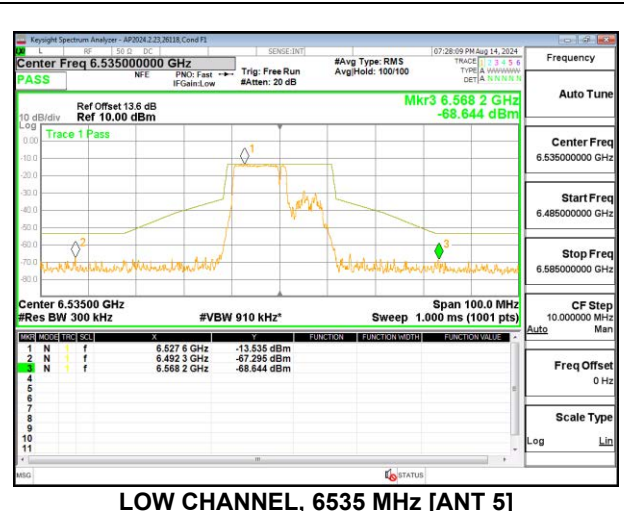 Keysight Spectrum Analyzer - AP2024.2.23,26118,Cond F1
L RF 50 Ω DC SENSE:INT 07:28:09 PM Aug 14, 2024
Center Freq 6.535000000 GHz #Avg Type: RMS TRACE 1 2 3 4 5 6
PASS NFE PNO: Fast Trig: Free Run Avg|Hold: 100/100 TYPE A WWWWW
IFGain:Low #Atten: 20 dB DET A N N N N N
Ref Offset 13.6 dB Mkr3 6.568 2 GHz
10 dB/div Ref 10.00 dBm -68.644 dBm
Log
Trace 1 Pass
0.00
-10.0
-20.0
-30.0
-40.0
-50.0
-60.0
-70.0
-80.0
1
2
3
Center 6.53500 GHz Span 100.0 MHz
#Res BW 300 kHz #VBW 910 kHz* Sweep 1.000 ms (1001 pts)
MKR MODE TRC SCL X Y FUNCTION FUNCTION WIDTH FUNCTION VALUE
1 N 1 f 6.527 6 GHz -13.535 dBm
2 N 1 f 6.492 3 GHz -67.295 dBm
3 N 1 f 6.568 2 GHz -68.644 dBm
4
5
6
7
8
9
10
11
MSG STATUS
Frequency
Auto Tune
Center Freq
6.535000000 GHz
Start Freq
6.485000000 GHz
Stop Freq
6.585000000 GHz
CF Step
10.000000 MHz
Auto Man
Freq Offset
0 Hz
Scale Type
Log Lin
LOW CHANNEL, 6535 MHz [ANT 5]